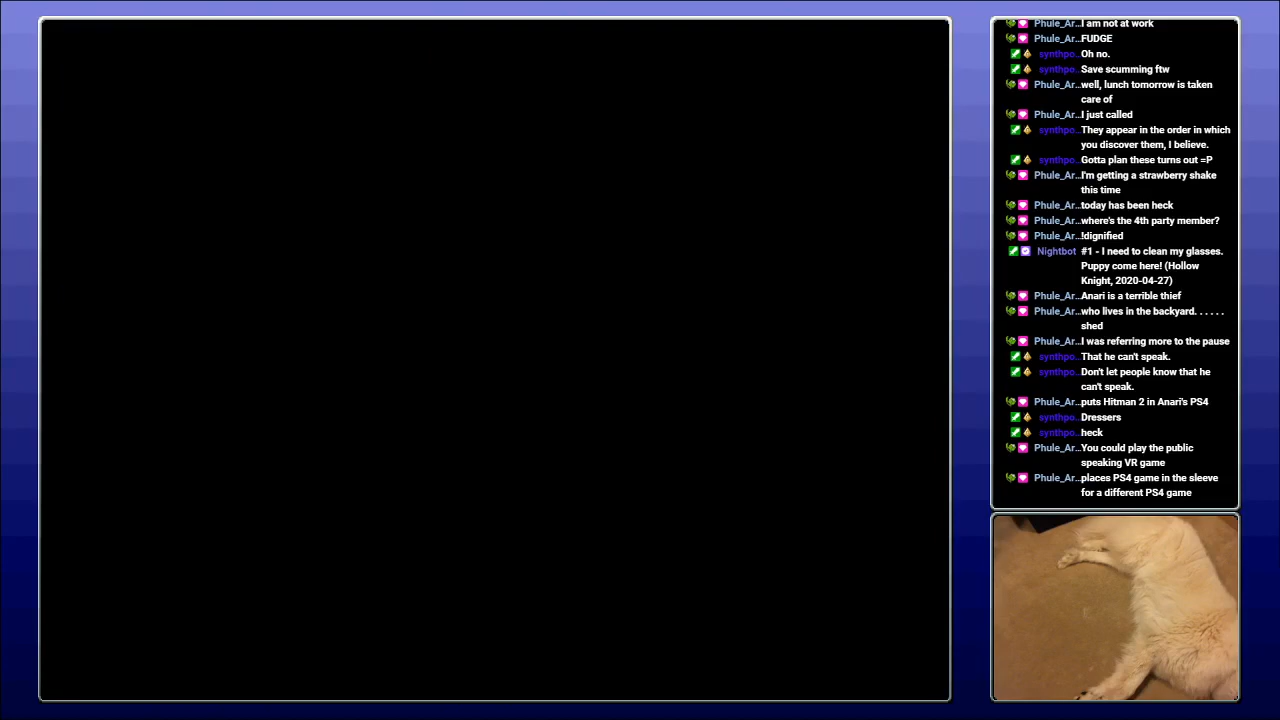 Phule_Ar...I am not at work
Phule_Ar...FUDGE
synthpo...Oh no.
synthpo...Save scumming ftw
Phule_Ar...well, lunch tomorrow is taken
care of
Phule_Ar...I just called
synthpo...They appear in the order in which
you discover them, I believe.
synthpo...Gotta plan these turns out =P
Phule_Ar...I'm getting a strawberry shake
this time
Phule_Ar...today has been heck
Phule_Ar...where's the 4th party member?
Phule_Ar...!dignified
Nightbot #1 - I need to clean my glasses.
Puppy come here! (Hollow
Knight, 2020-04-27)
Phule_Ar...Anari is a terrible thief
Phule_Ar...who lives in the backyard. . . . . .
shed
Phule_Ar...I was referring more to the pause
synthpo...That he can't speak.
synthpo...Don't let people know that he
can't speak.
Phule_Ar...puts Hitman 2 in Anari's PS4
synthpo...Dressers
synthpo...heck
Phule_Ar...You could play the public
speaking VR game
Phule_Ar...places PS4 game in the sleeve
for a different PS4 game